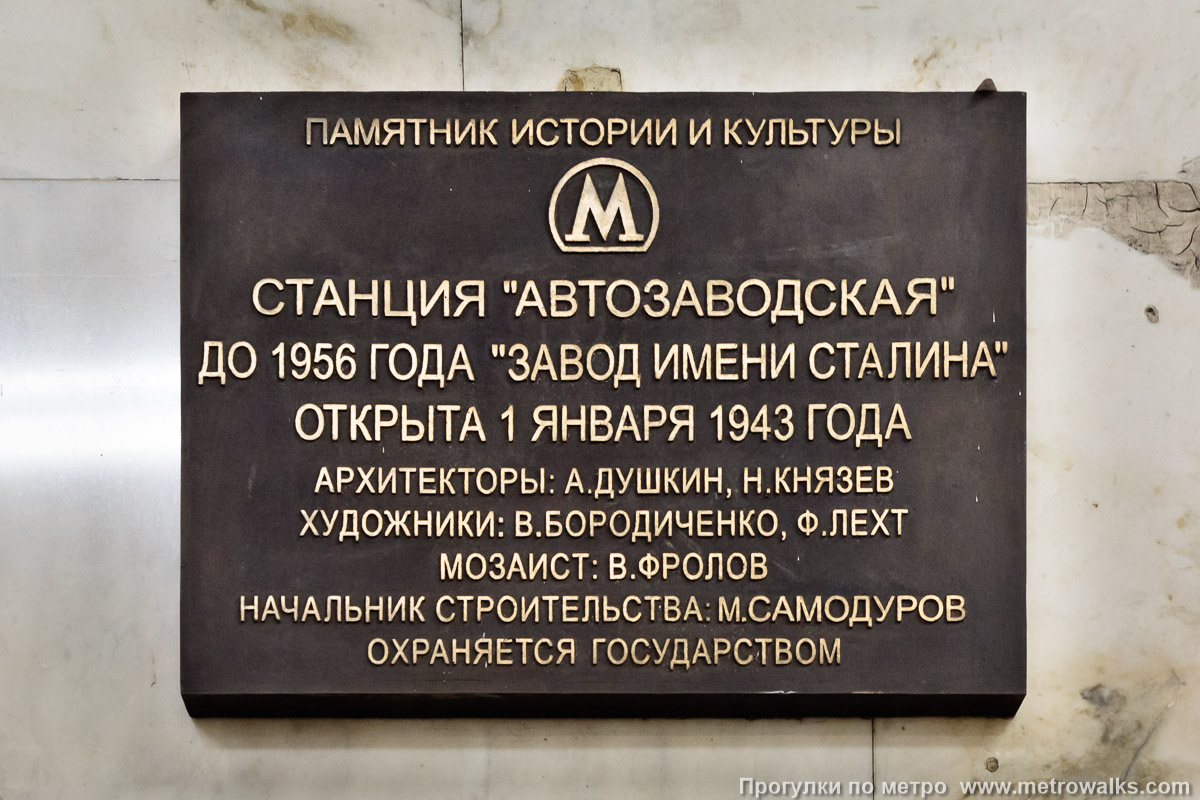 ПАМЯТНИК ИСТОРИИ И КУЛЬТУРЫ
М
СТАНЦИЯ "АВТОЗАВОДСКАЯ"
ДО 1956 ГОДА "ЗАВОД ИМЕНИ СТАЛИНА"
ОТКРЫТА 1 ЯНВАРЯ 1943 ГОДА
АРХИТЕКТОРЫ: А.ДУШКИН, Н.КНЯЗЕВ
ХУДОЖНИКИ: В.БОРОДИЧЕНКО, Ф.ЛЕХТ
МОЗАИСТ: В.ФРОЛОВ
НАЧАЛЬНИК СТРОИТЕЛЬСТВА: М.САМОДУРОВ
ОХРАНЯЕТСЯ ГОСУДАРСТВОМ
Прогулки по метро www.metrowalks.com